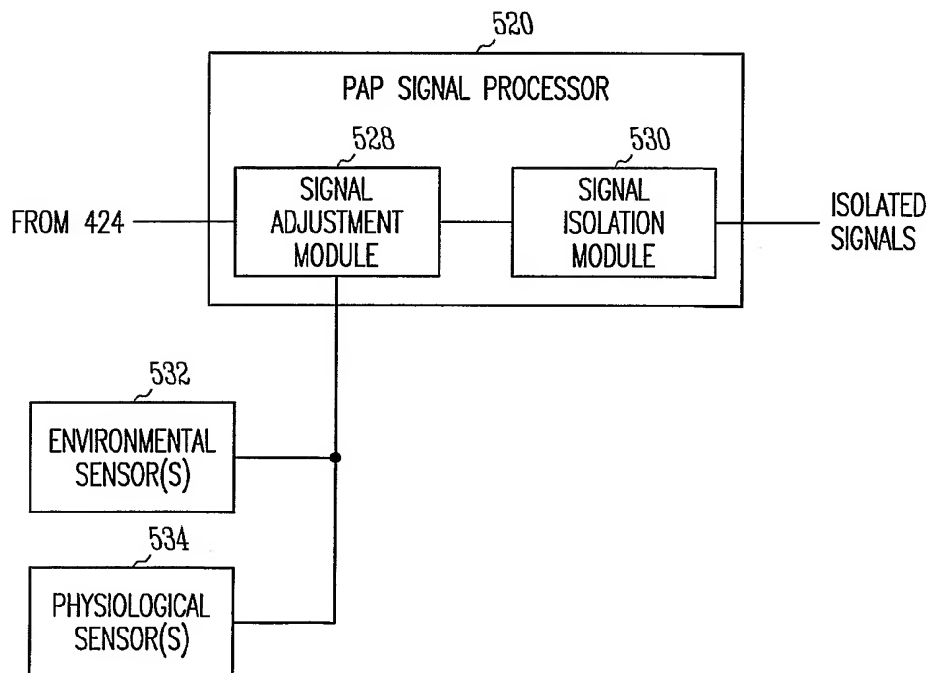 520
PAP SIGNAL PROCESSOR
528
530
SIGNAL
ADJUSTMENT
MODULE
SIGNAL
ISOLATION
MODULE
FROM 424
ISOLATED
SIGNALS
532
ENVIRONMENTAL
SENSOR(S)
534
PHYSIOLOGICAL
SENSOR(S)